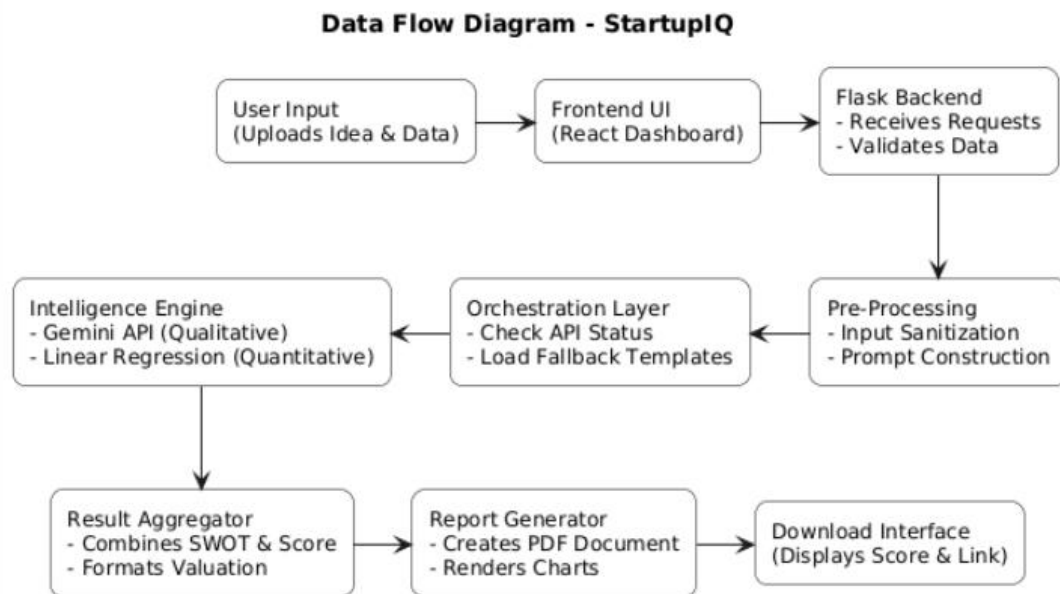 Data Flow Diagram - StartupIQ
User Input
(Uploads Idea & Data)
Frontend UI
(React Dashboard)
Flask Backend
- Receives Requests
- Validates Data
Intelligence Engine
- Gemini API (Qualitative)
- Linear Regression (Quantitative)
Orchestration Layer
- Check API Status
- Load Fallback Templates
Pre-Processing
- Input Sanitization
- Prompt Construction
Result Aggregator
- Combines SWOT & Score
- Formats Valuation
Report Generator
- Creates PDF Document
- Renders Charts
Download Interface
(Displays Score & Link)